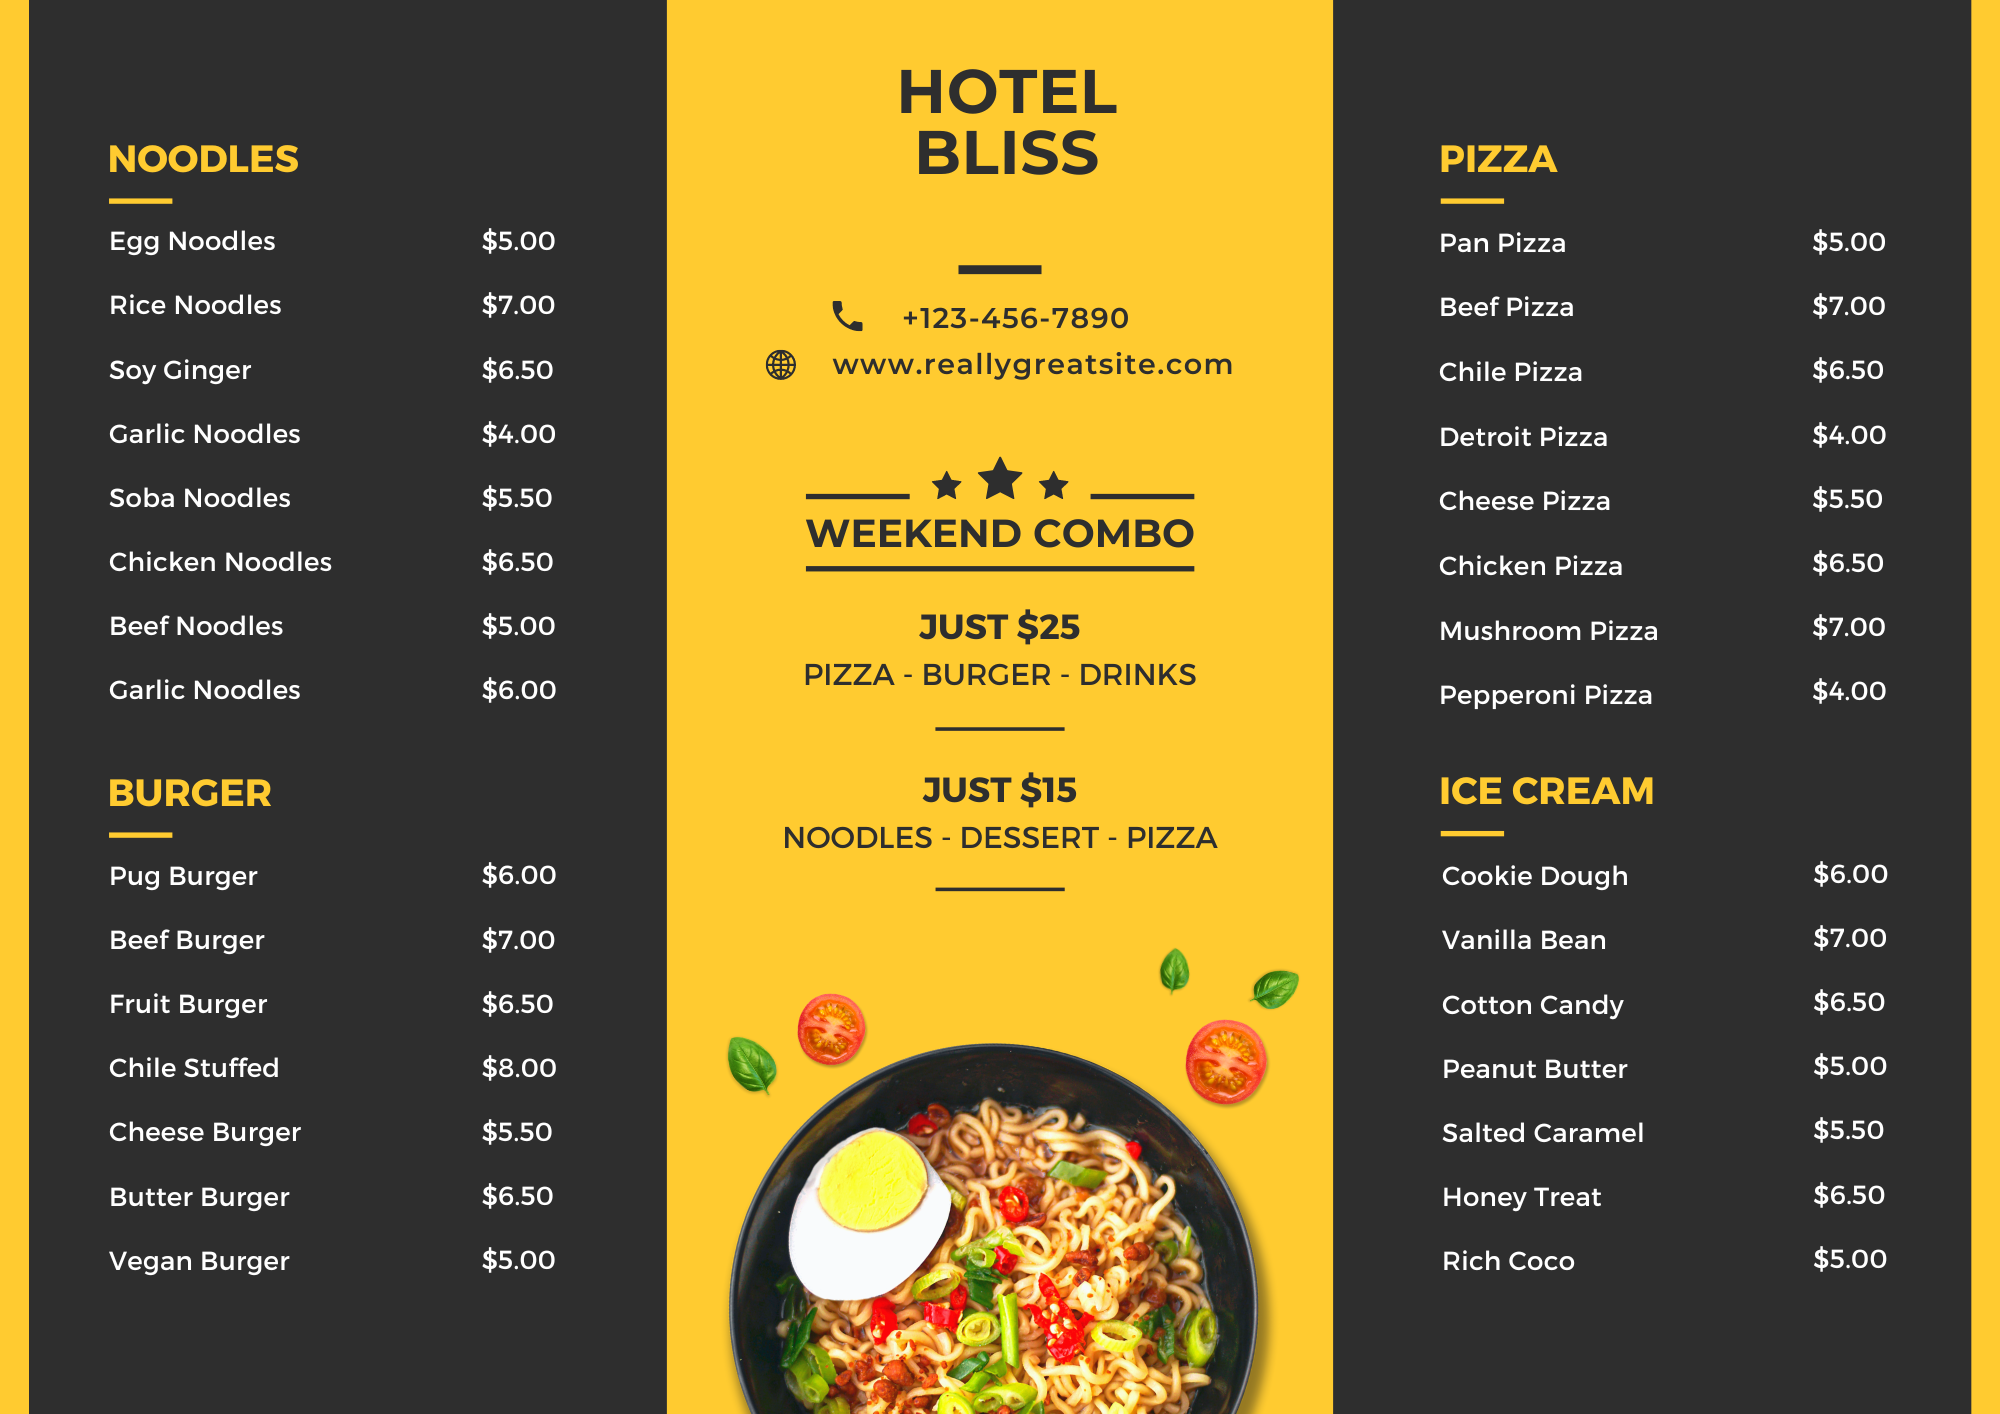 NOODLES
Egg Noodles $5.00
Rice Noodles $7.00
Soy Ginger $6.50
Garlic Noodles $4.00
Soba Noodles $5.50
Chicken Noodles $6.50
Beef Noodles $5.00
Garlic Noodles $6.00
BURGER
Pug Burger $6.00
Beef Burger $7.00
Fruit Burger $6.50
Chile Stuffed $8.00
Cheese Burger $5.50
Butter Burger $6.50
Vegan Burger $5.00
HOTEL
BLISS
+123-456-7890
www.reallygreatsite.com
WEEKEND COMBO
JUST $25
PIZZA - BURGER - DRINKS
JUST $15
NOODLES - DESSERT - PIZZA
PIZZA
Pan Pizza $5.00
Beef Pizza $7.00
Chile Pizza $6.50
Detroit Pizza $4.00
Cheese Pizza $5.50
Chicken Pizza $6.50
Mushroom Pizza $7.00
Pepperoni Pizza $4.00
ICE CREAM
Cookie Dough $6.00
Vanilla Bean $7.00
Cotton Candy $6.50
Peanut Butter $5.00
Salted Caramel $5.50
Honey Treat $6.50
Rich Coco $5.00